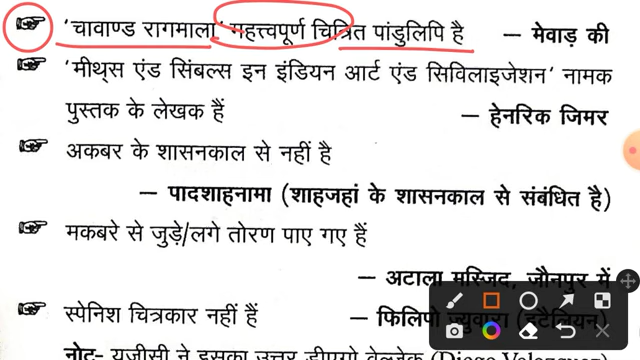 ☞ 'चावाण्ड रागमाला' महत्त्वपूर्ण चित्रित पांडुलिपि है — मेवाड़ की
☞ 'मीथ्स एंड सिंबल्स इन इंडियन आर्ट एंड सिविलाइजेशन' नामक
पुस्तक के लेखक हैं — हेनरिक जिमर
☞ अकबर के शासनकाल से नहीं है
— पादशाहनामा (शाहजहां के शासनकाल से संबंधित है)
☞ मकबरे से जुड़े/लगे तोरण पाए गए हैं
— अटाला मस्जिद, जौनपुर में
☞ स्पेनिश चित्रकार नहीं हैं — फिलिपो
नोट- यूजीसी ने इसका उत्तर डीएगो (Diego